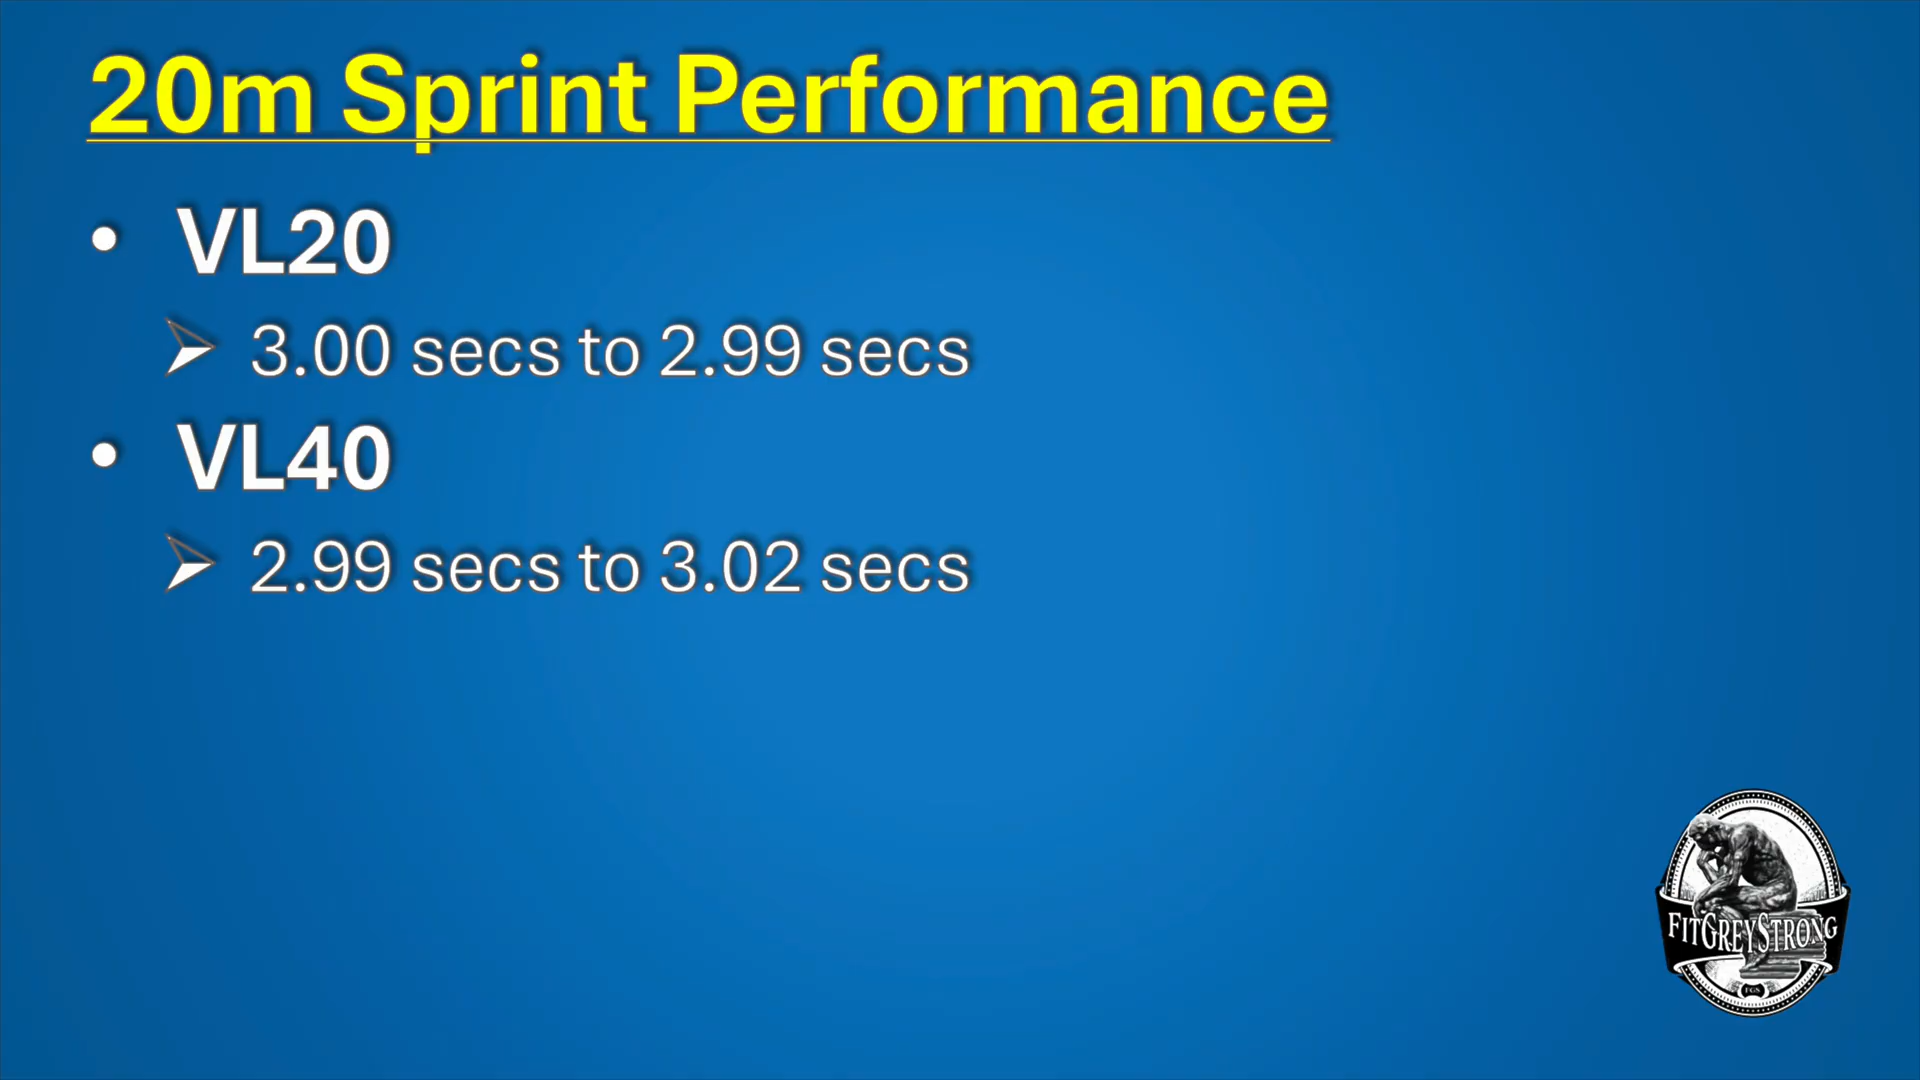 20m Sprint Performance
• VL20
➢ 3.00 secs to 2.99 secs
• VL40
➢ 2.99 secs to 3.02 secs
FITGREYSTRONG
FGS